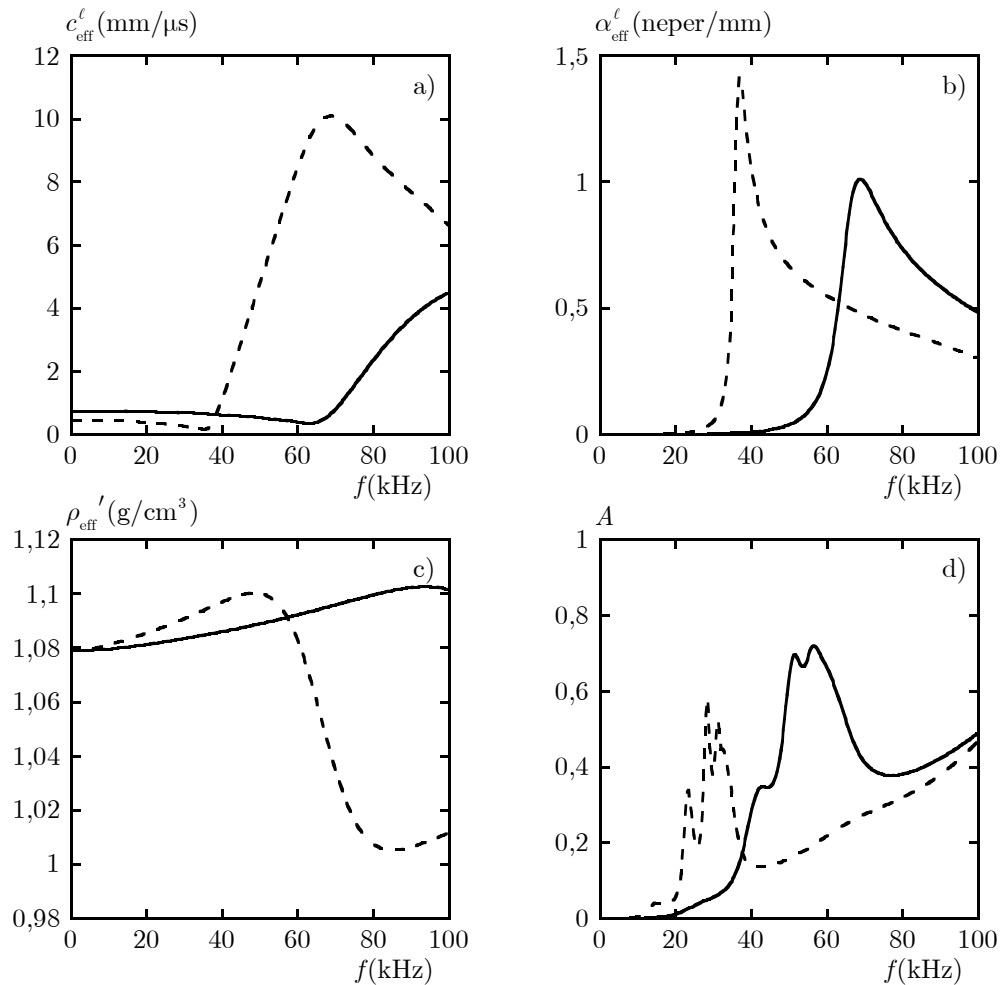 c^ℓ_eff (mm/μs)
12
10
8
6
4
2
0
a)
0 20 40 60 80 100
f(kHz)
α^ℓ_eff (neper/mm)
1,5
1
0,5
0
b)
0 20 40 60 80 100
f(kHz)
ρ_eff′ (g/cm³)
1,12
1,1
1,08
1,06
1,04
1,02
1
0,98
c)
0 20 40 60 80 100
f(kHz)
A
1
0,8
0,6
0,4
0,2
0
d)
0 20 40 60 80 100
f(kHz)